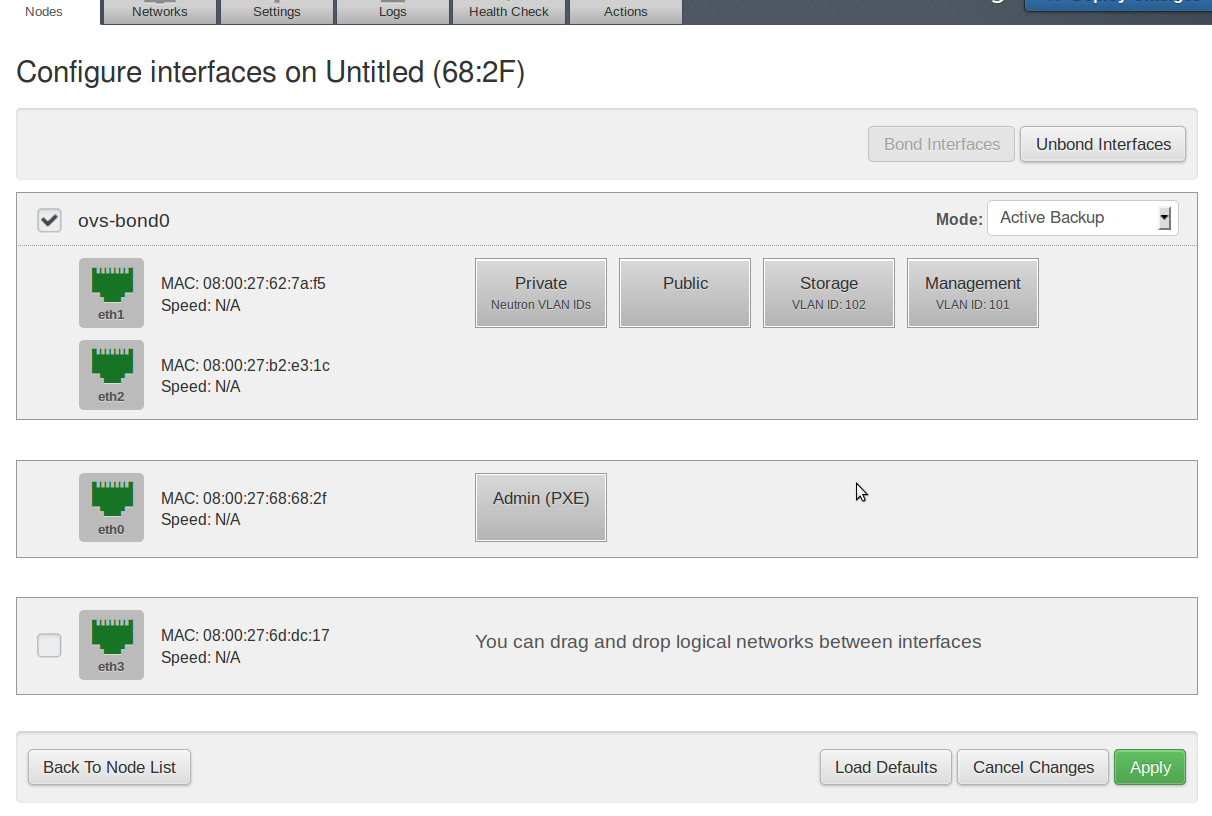 Nodes
Networks
Settings
Logs
Health Check
Actions
Deploy Changes
Configure interfaces on Untitled (68:2F)
Bond Interfaces
Unbond Interfaces
ovs-bond0
Mode: Active Backup
eth1
MAC: 08:00:27:62:7a:f5
Speed: N/A
Private
Neutron VLAN IDs
Public
Storage
VLAN ID: 102
Management
VLAN ID: 101
eth2
MAC: 08:00:27:b2:e3:1c
Speed: N/A
eth0
MAC: 08:00:27:68:68:2f
Speed: N/A
Admin (PXE)
eth3
MAC: 08:00:27:6d:dc:17
Speed: N/A
You can drag and drop logical networks between interfaces
Back To Node List
Load Defaults
Cancel Changes
Apply